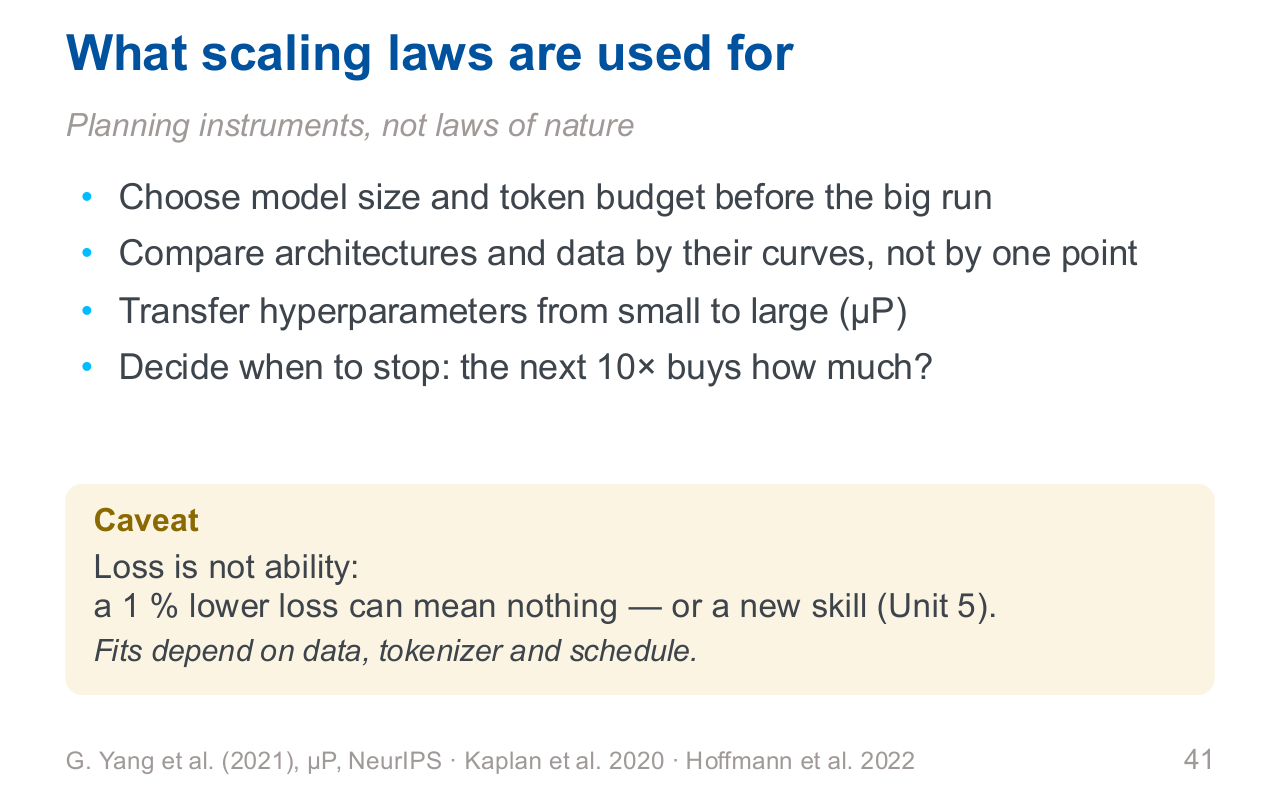 What scaling laws are used for
Planning instruments, not laws of nature
• Choose model size and token budget before the big run
• Compare architectures and data by their curves, not by one point
• Transfer hyperparameters from small to large (µP)
• Decide when to stop: the next 10× buys how much?
Caveat
Loss is not ability:
a 1 % lower loss can mean nothing — or a new skill (Unit 5).
Fits depend on data, tokenizer and schedule.
G. Yang et al. (2021), µP, NeurIPS · Kaplan et al. 2020 · Hoffmann et al. 2022
41